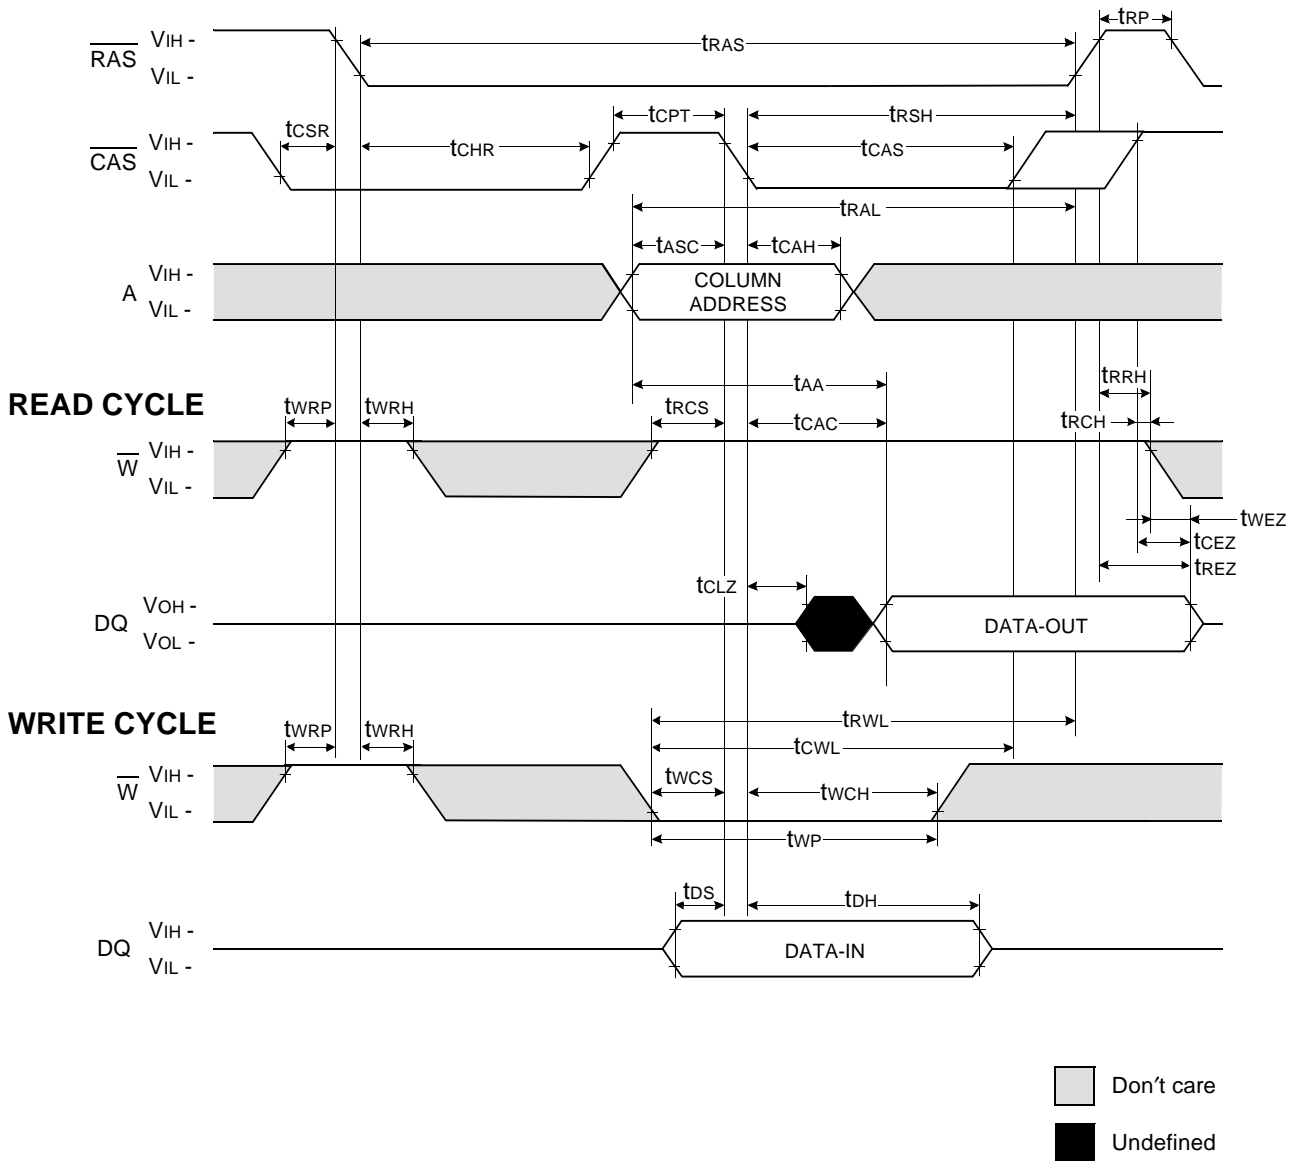 tRP
RAS VIH -
VIL -
tRAS
CAS VIH -
VIL -
tCSR
tCHR
tCPT
tRSH
tCAS
tRAL
tASC
tCAH
A VIH -
VIL -
COLUMN
ADDRESS
READ CYCLE
tWRP
tWRH
tRCS
tAA
tCAC
tRRH
tRCH
W VIH -
VIL -
tWEZ
tCEZ
tREZ
tCLZ
DQ VOH -
VOL -
DATA-OUT
WRITE CYCLE
tWRP
tWRH
tRWL
tCWL
W VIH -
VIL -
tWCS
tWCH
tWP
tDS
tDH
DQ VIH -
VIL -
DATA-IN
Don′t care
Undefined